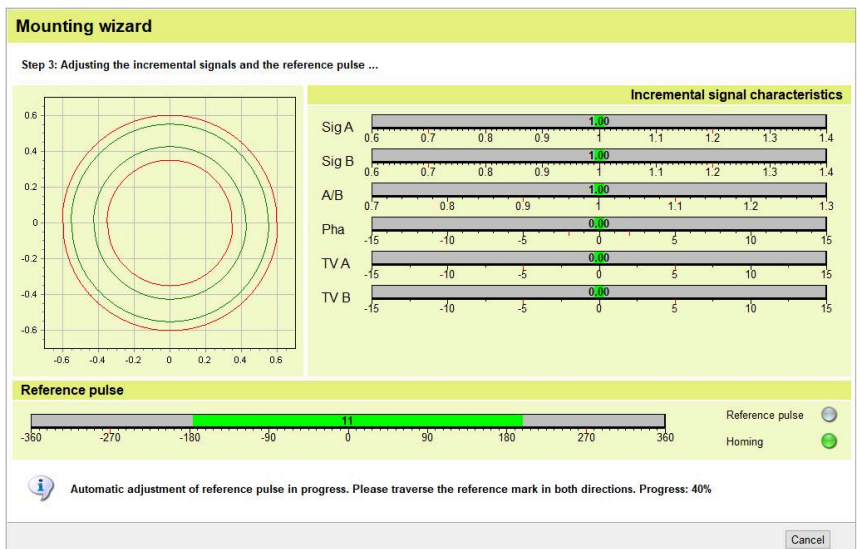 Mounting wizard
Step 3: Adjusting the incremental signals and the reference pulse ...
0.6
0.4
0.2
0
-0.2
-0.4
-0.6
-0.6 -0.4 -0.2 0 0.2 0.4 0.6
Incremental signal characteristics
Sig A 1.00
0.6 0.7 0.8 0.9 1 1.1 1.2 1.3 1.4
Sig B 1.00
0.6 0.7 0.8 0.9 1 1.1 1.2 1.3 1.4
A/B 1.00
0.7 0.8 0.9 1 1.1 1.2 1.3
Pha 0.00
-15 -10 -5 0 5 10 15
TV A 0.00
-15 -10 -5 0 5 10 15
TV B 0.00
-15 -10 -5 0 5 10 15
Reference pulse
11
-360 -270 -180 -90 0 90 180 270 360
Reference pulse
Homing
Automatic adjustment of reference pulse in progress. Please traverse the reference mark in both directions. Progress: 40%
Cancel